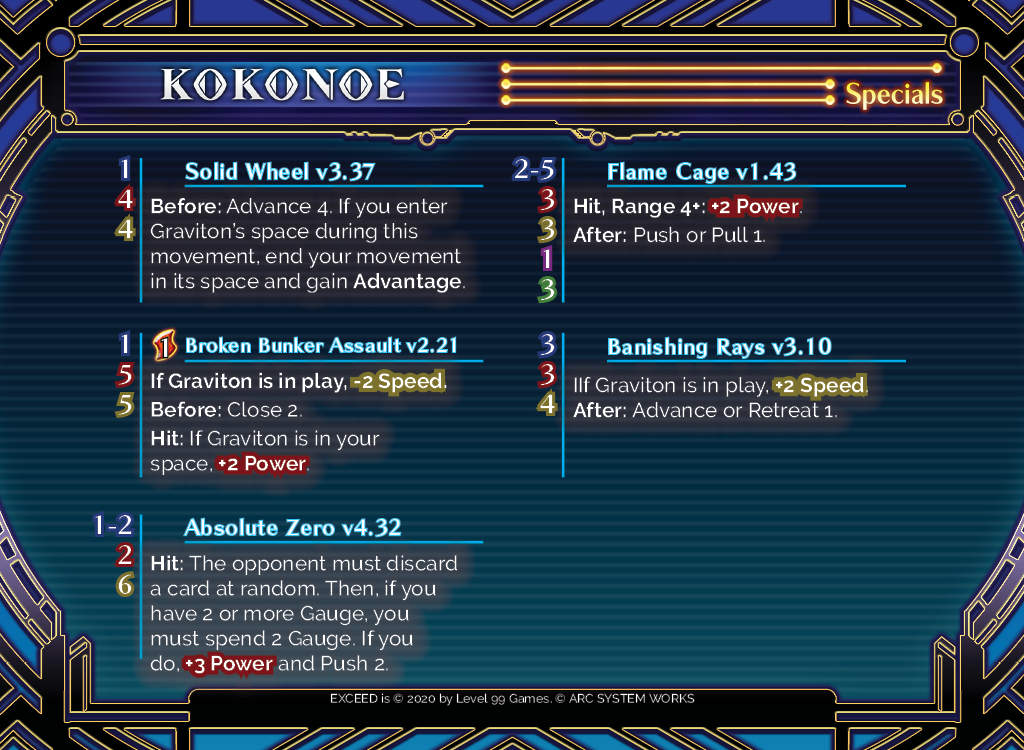 KOKONOE
Specials
1
Solid Wheel v3.37
4
4
Before: Advance 4. If you enter
Graviton's space during this
movement, end your movement
in its space and gain Advantage.
1
1 Broken Bunker Assault v2.21
5
5
If Graviton is in play, -2 Speed.
Before: Close 2.
Hit: If Graviton is in your
space, +2 Power.
1-2
Absolute Zero v4.32
2
6
Hit: The opponent must discard
a card at random. Then, if you
have 2 or more Gauge, you
must spend 2 Gauge. If you
do, +3 Power and Push 2.
2-5
Flame Cage v1.43
3
3
1
3
Hit, Range 4+: +2 Power.
After: Push or Pull 1.
3
Banishing Rays v3.10
3
4
IIf Graviton is in play, +2 Speed.
After: Advance or Retreat 1.
EXCEED is © 2020 by Level 99 Games. © ARC SYSTEM WORKS